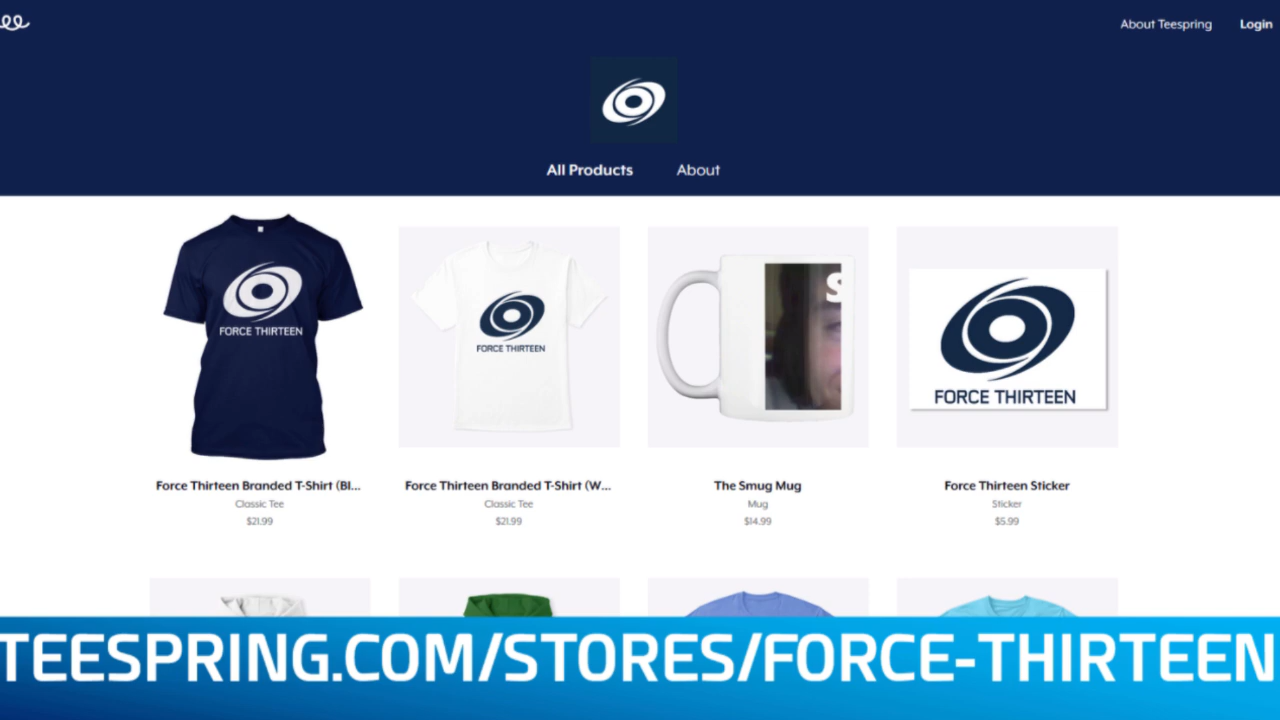 About Teespring Login
All Products About
FORCE THIRTEEN
FORCE THIRTEEN
S
FORCE THIRTEEN
Force Thirteen Branded T-Shirt (Bl...
Classic Tee
$21.99
Force Thirteen Branded T-Shirt (W...
Classic Tee
$21.99
The Smug Mug
Mug
$14.99
Force Thirteen Sticker
Sticker
$5.99
TEESPRING.COM/STORES/FORCE-THIRTEEN